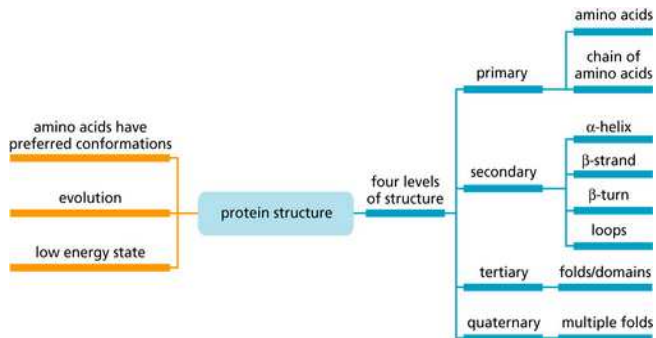 amino acids have
preferred conformations
evolution
low energy state
protein structure
four levels
of structure
primary
amino acids
chain of
amino acids
secondary
α-helix
β-strand
β-turn
loops
tertiary
folds/domains
quaternary
multiple folds